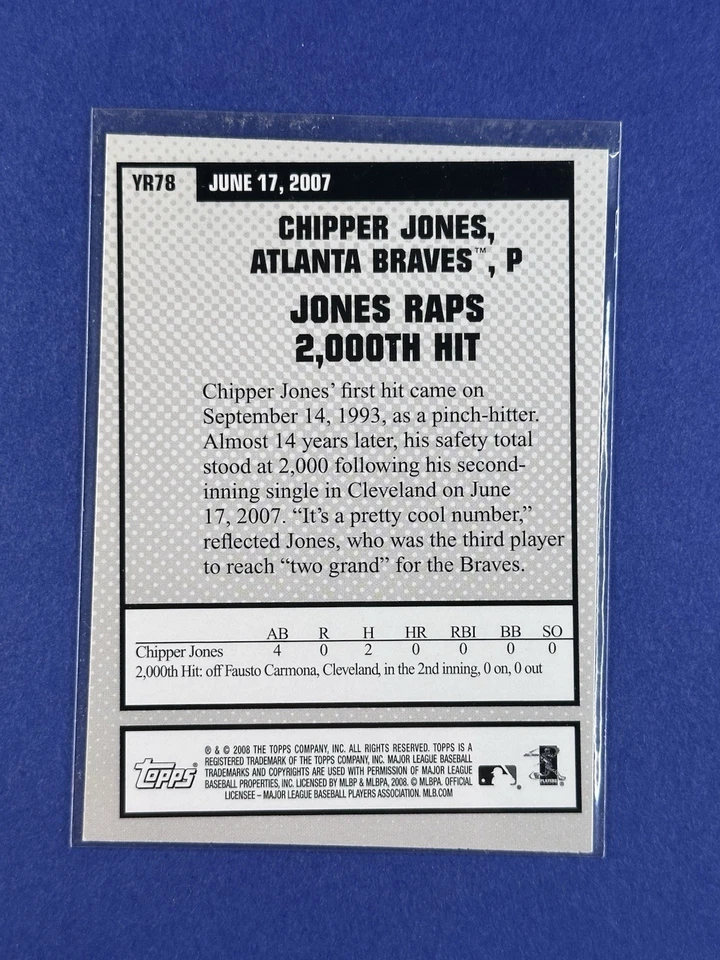 YR78 JUNE 17, 2007
CHIPPER JONES,
ATLANTA BRAVES™, P
JONES RAPS
2,000TH HIT
Chipper Jones' first hit came on
September 14, 1993, as a pinch-hitter.
Almost 14 years later, his safety total
stood at 2,000 following his second-
inning single in Cleveland on June
17, 2007. “It's a pretty cool number,”
reflected Jones, who was the third player
to reach “two grand” for the Braves.
AB R H HR RBI BB SO
Chipper Jones 4 0 2 0 0 0 0
2,000th Hit: off Fausto Carmona, Cleveland, in the 2nd inning, 0 on, 0 out
Topps®
® & © 2008 THE TOPPS COMPANY, INC. ALL RIGHTS RESERVED. TOPPS IS A
REGISTERED TRADEMARK OF THE TOPPS COMPANY, INC. MAJOR LEAGUE BASEBALL
TRADEMARKS AND COPYRIGHTS ARE USED WITH PERMISSION OF MAJOR LEAGUE
BASEBALL PROPERTIES, INC. LICENSED BY MLBP & MLBPA, 2008. © MLBPA. OFFICIAL
LICENSEE – MAJOR LEAGUE BASEBALL PLAYERS ASSOCIATION. MLB.COM
PLAYERS